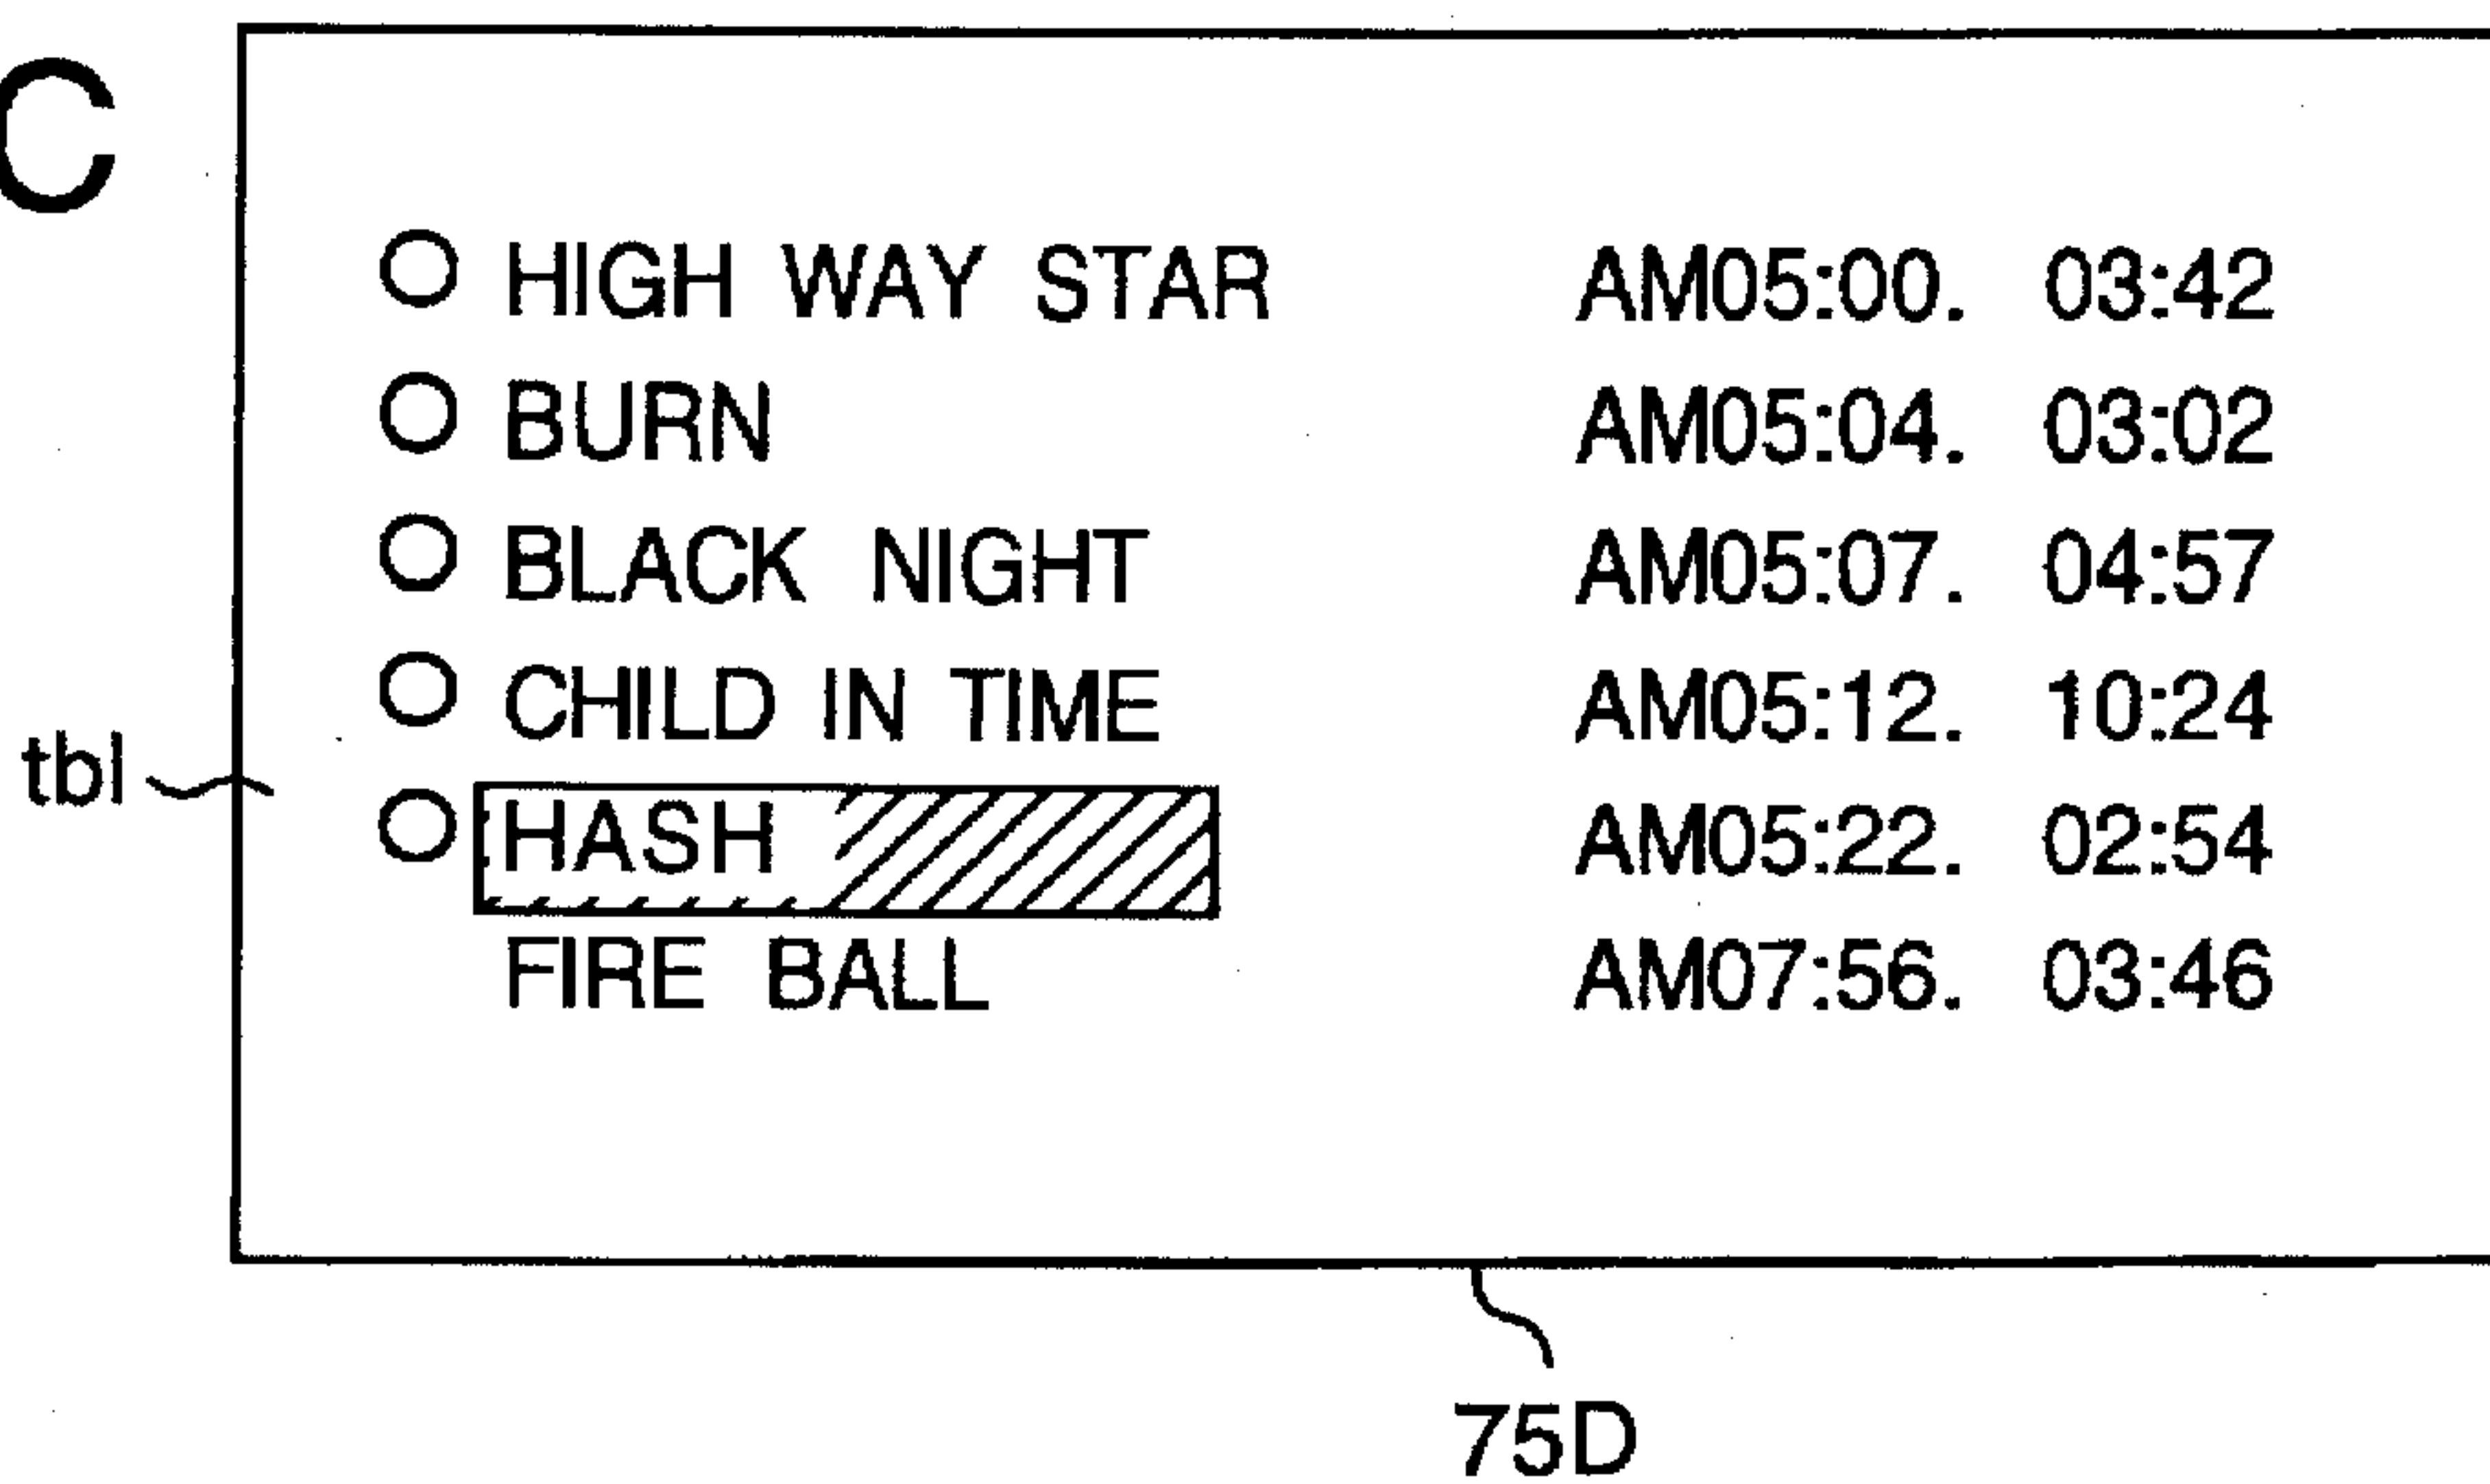 C
○ HIGH WAY STAR AM05:00. 03:42
○ BURN AM05:04. 03:02
○ BLACK NIGHT AM05:07. 04:57
○ CHILD IN TIME AM05:12. 10:24
tbl
○ HASH AM05:22. 02:54
FIRE BALL AM07:56. 03:46
75D